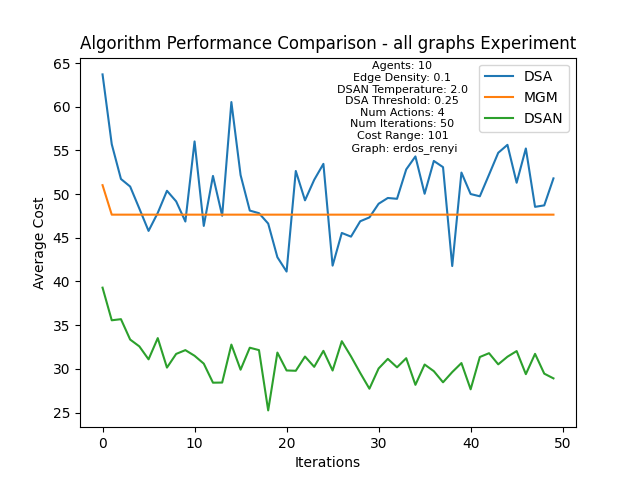 Algorithm Performance Comparison - all graphs Experiment
Agents: 10
Edge Density: 0.1
DSAN Temperature: 2.0
DSA Threshold: 0.25
Num Actions: 4
Num Iterations: 50
Cost Range: 101
Graph: erdos_renyi
DSA
MGM
DSAN
Average Cost
65
60
55
50
45
40
35
30
25
0 10 20 30 40 50
Iterations